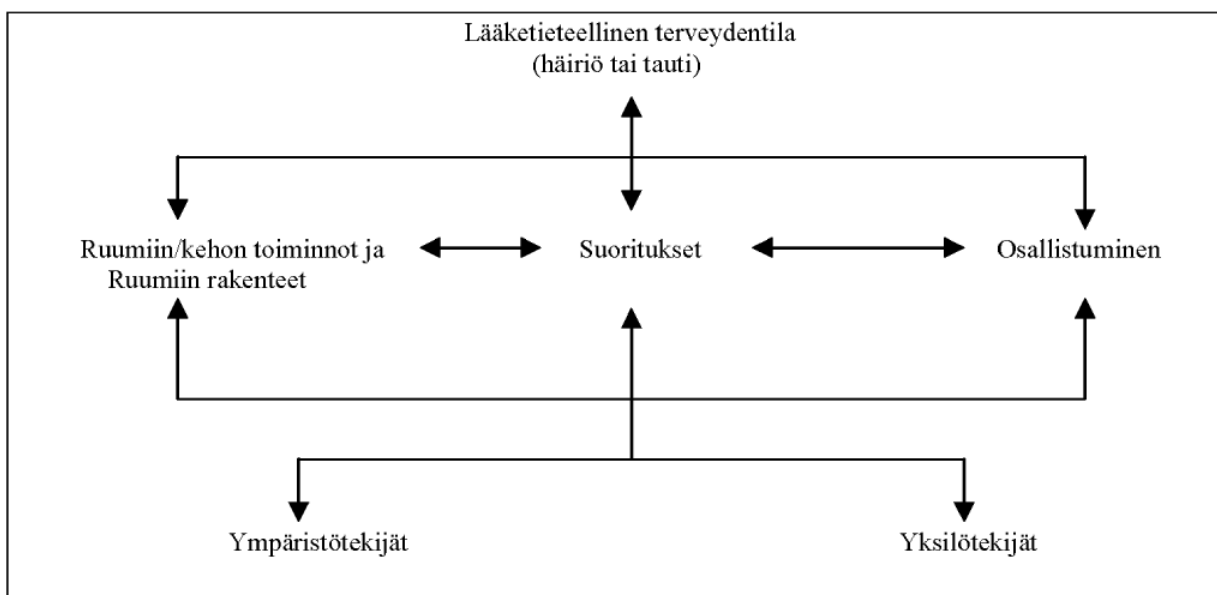 Lääketieteellinen terveydentila
(häiriö tai tauti)
Ruumiin/kehon toiminnot ja
Ruumiin rakenteet
Suoritukset
Osallistuminen
Ympäristötekijät
Yksilötekijät